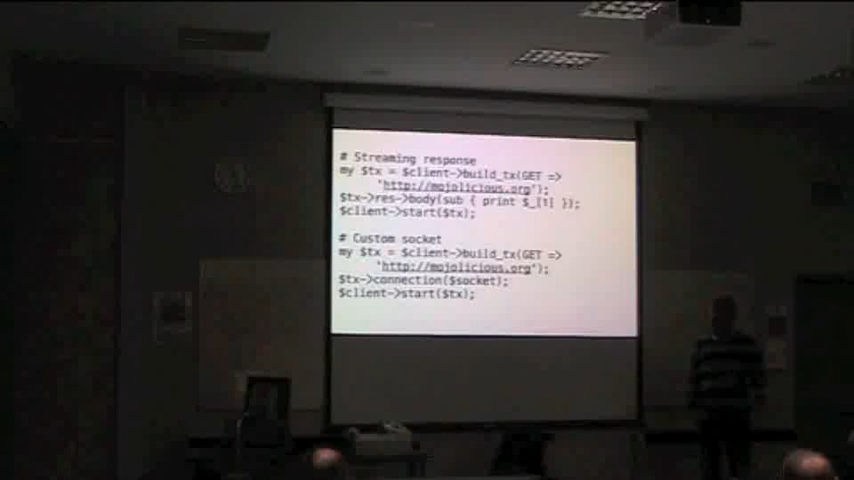 # Streaming response
my $tx = $client->build_tx(GET =>
'http://mojolicious.org');
$tx->res->body(sub { print $_[1] });
$client->start($tx);
# Custom socket
my $tx = $client->build_tx(GET =>
'http://mojolicious.org');
$tx->connection($socket);
$client->start($tx);